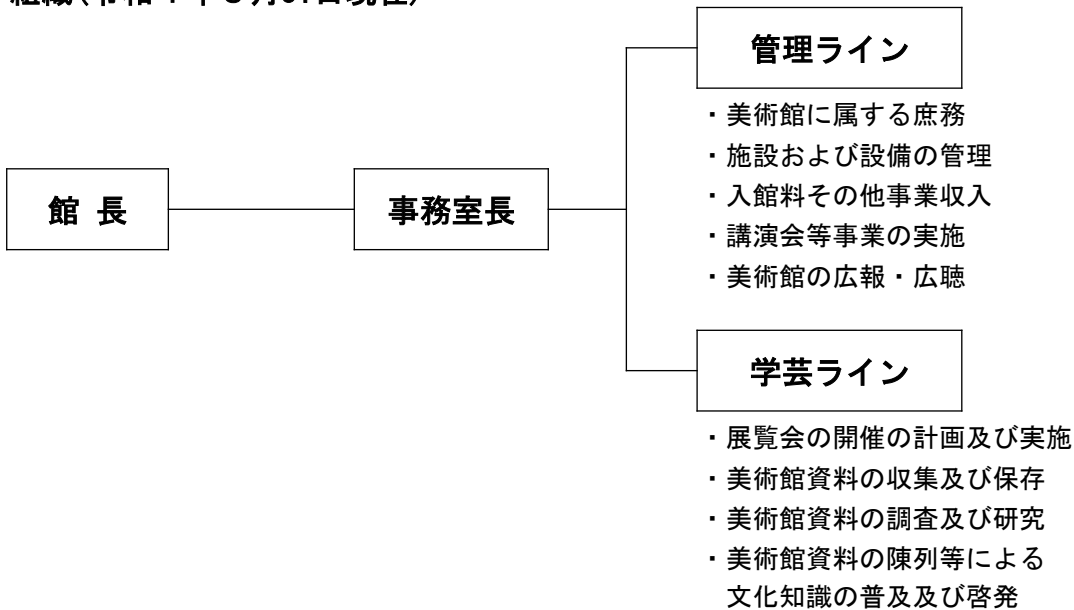 館 長
事務室長
管理ライン
・美術館に属する庶務
・施設および設備の管理
・入館料その他事業収入
・講演会等事業の実施
・美術館の広報・広聴
学芸ライン
・展覧会の開催の計画及び実施
・美術館資料の収集及び保存
・美術館資料の調査及び研究
・美術館資料の陳列等による
文化知識の普及及び啓発